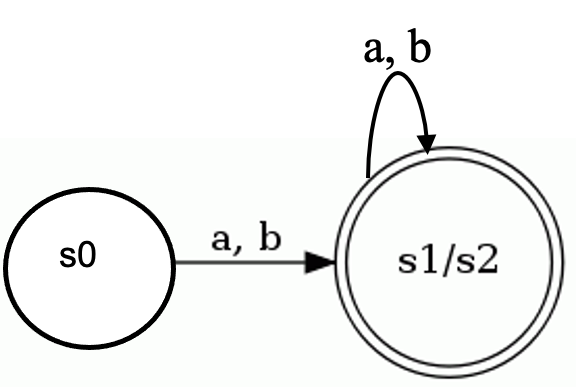 a, b
s0
a, b
s1/s2